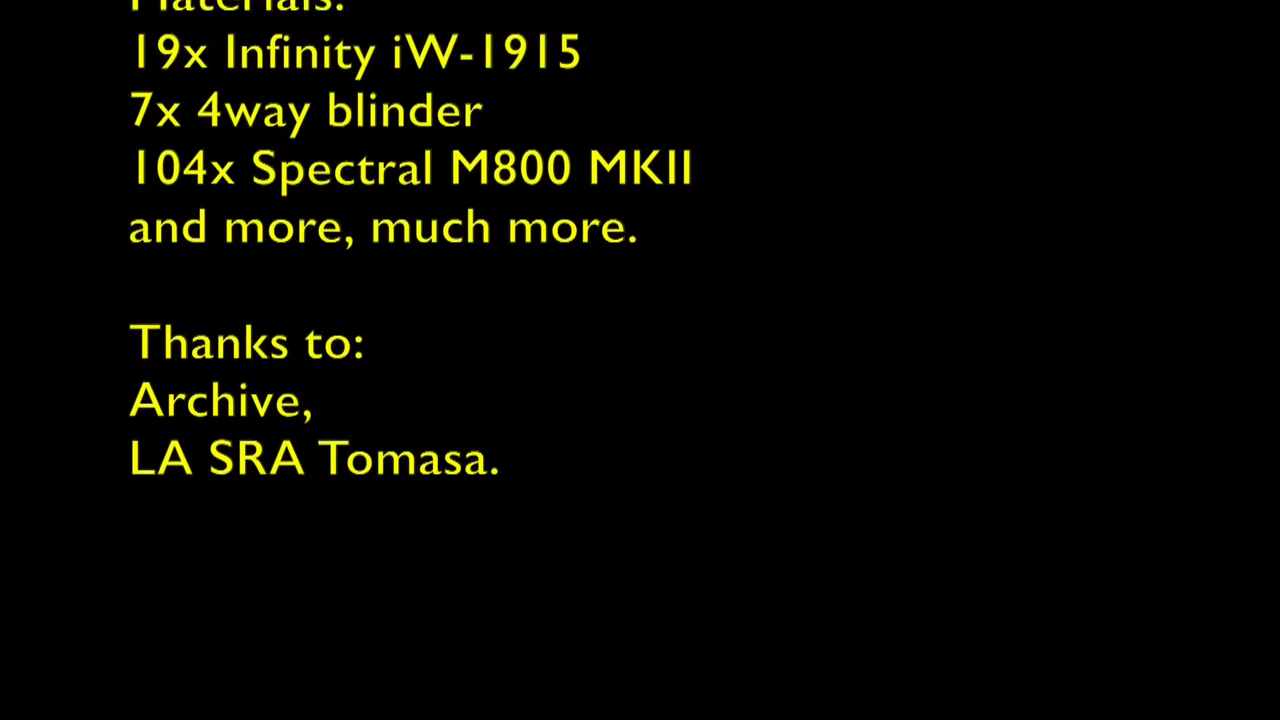 Materials:
19x Infinity iW-1915
7x 4way blinder
104x Spectral M800 MKII
and more, much more.
Thanks to:
Archive,
LA SRA Tomasa.